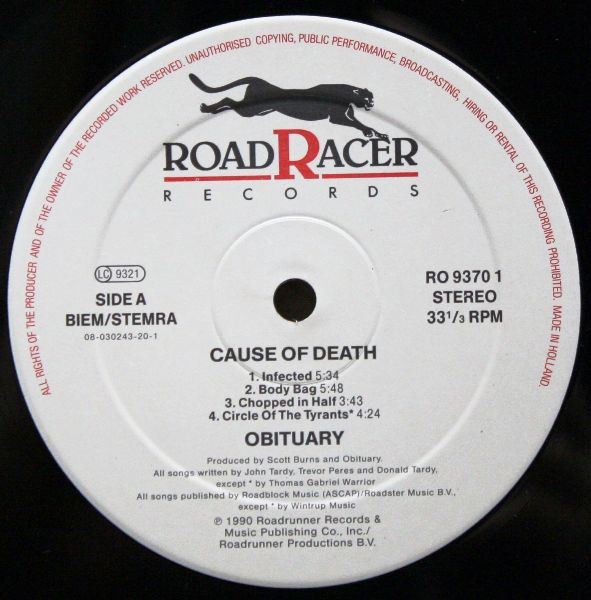 ALL RIGHTS OF THE PRODUCER AND OF THE OWNER OF THE RECORDED WORK RESERVED. UNAUTHORISED COPYING, PUBLIC PERFORMANCE, BROADCASTING, HIRING OR RENTAL OF THIS RECORDING PROHIBITED. MADE IN HOLLAND.
ROADRACER
RECORDS
LC 9321
SIDE A
BIEM/STEMRA
08-030243-20-1
RO 9370 1
STEREO
33 1/3 RPM
CAUSE OF DEATH
1. Infected 5:34
2. Body Bag 5:48
3. Chopped in Half 3:43
4. Circle Of The Tyrants* 4:24
OBITUARY
Produced by Scott Burns and Obituary.
All songs written by John Tardy, Trevor Peres and Donald Tardy,
except * by Thomas Gabriel Warrior
All songs published by Roadblock Music (ASCAP)/Roadster Music B.V.,
except * by Wintrup Music
℗ 1990 Roadrunner Records &
Music Publishing Co., Inc./
Roadrunner Productions B.V.